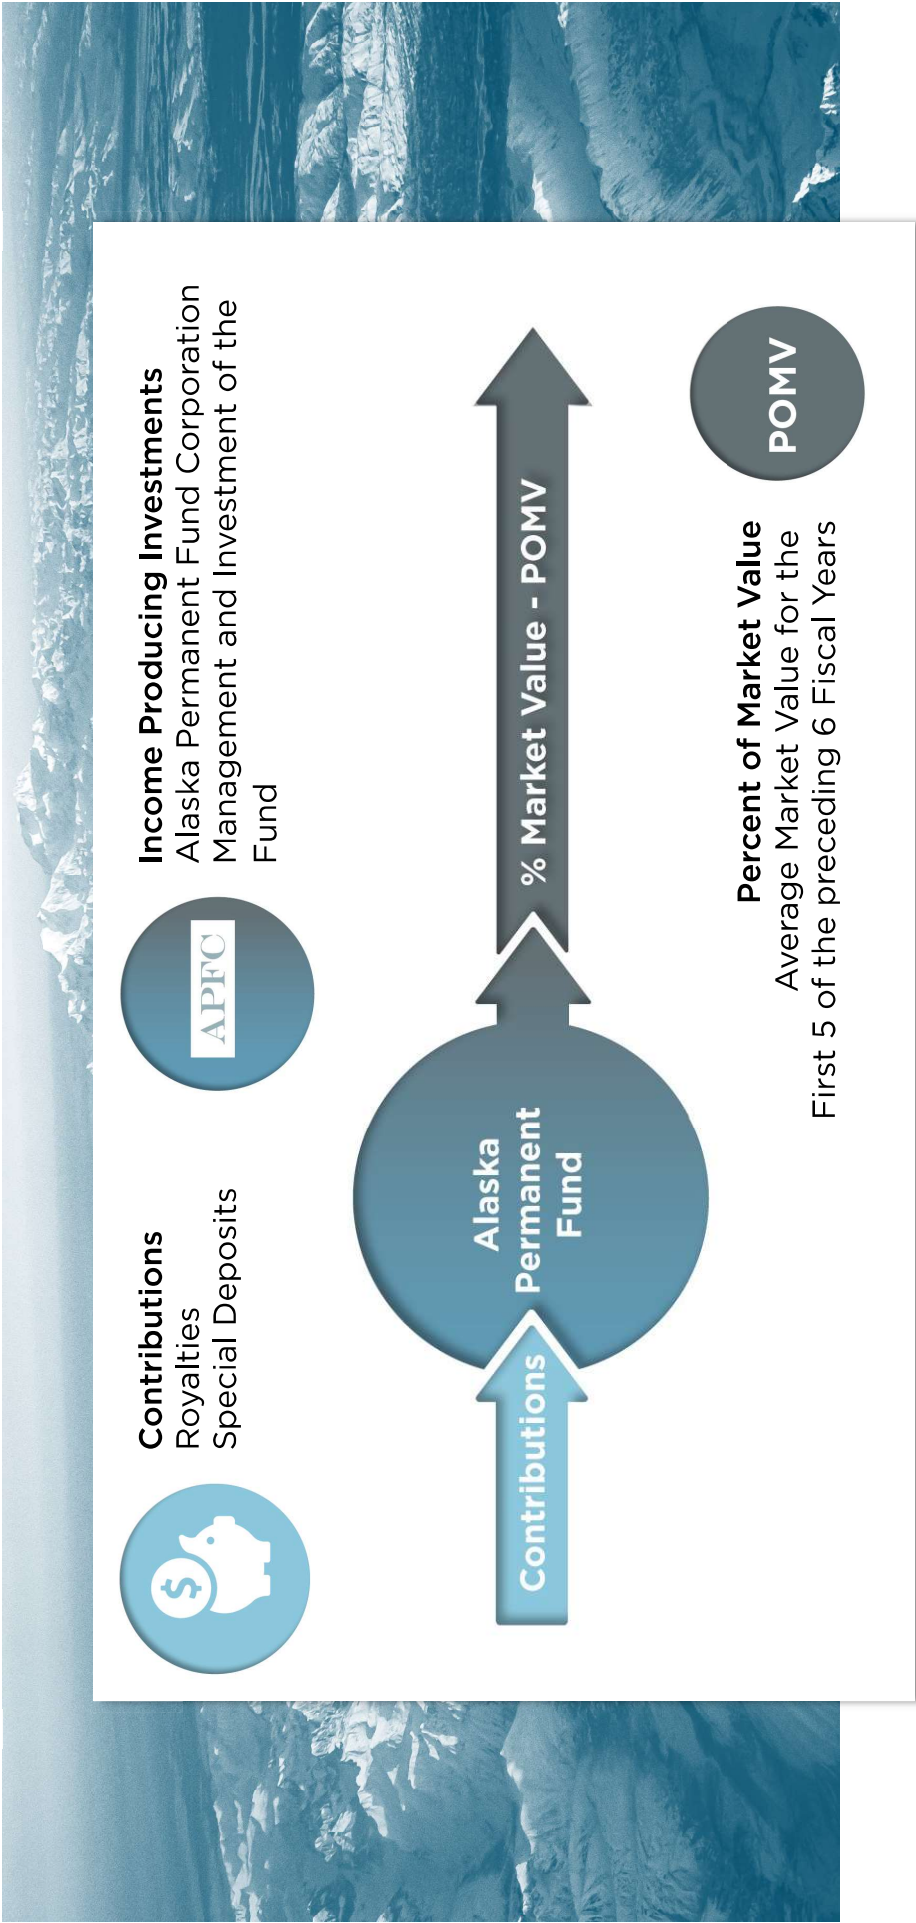 Contributions
Royalties
Special Deposits
$
APFC
Income Producing Investments
Alaska Permanent Fund Corporation
Management and Investment of the
Fund
Contributions
Alaska
Permanent
Fund
% Market Value - POMV
Percent of Market Value
Average Market Value for the
First 5 of the preceding 6 Fiscal Years
POMV